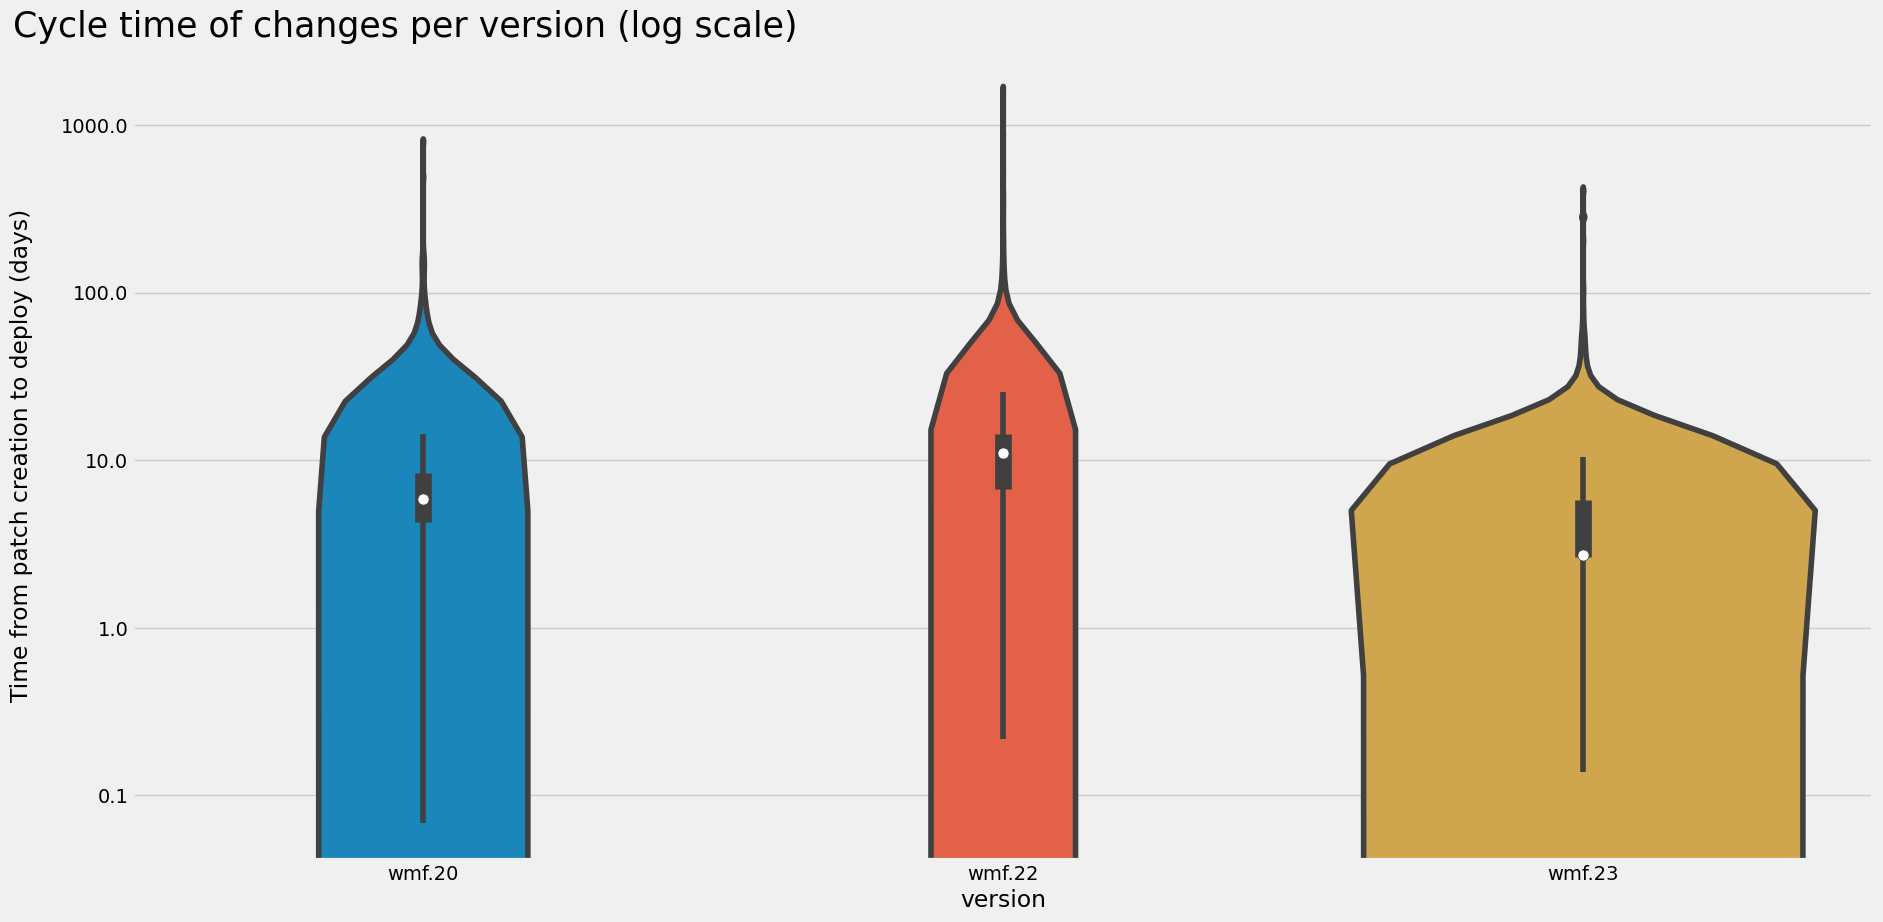 Cycle time of changes per version (log scale)
Time from patch creation to deploy (days)
1000.0
100.0
10.0
1.0
0.1
wmf.20
wmf.22
wmf.23
version